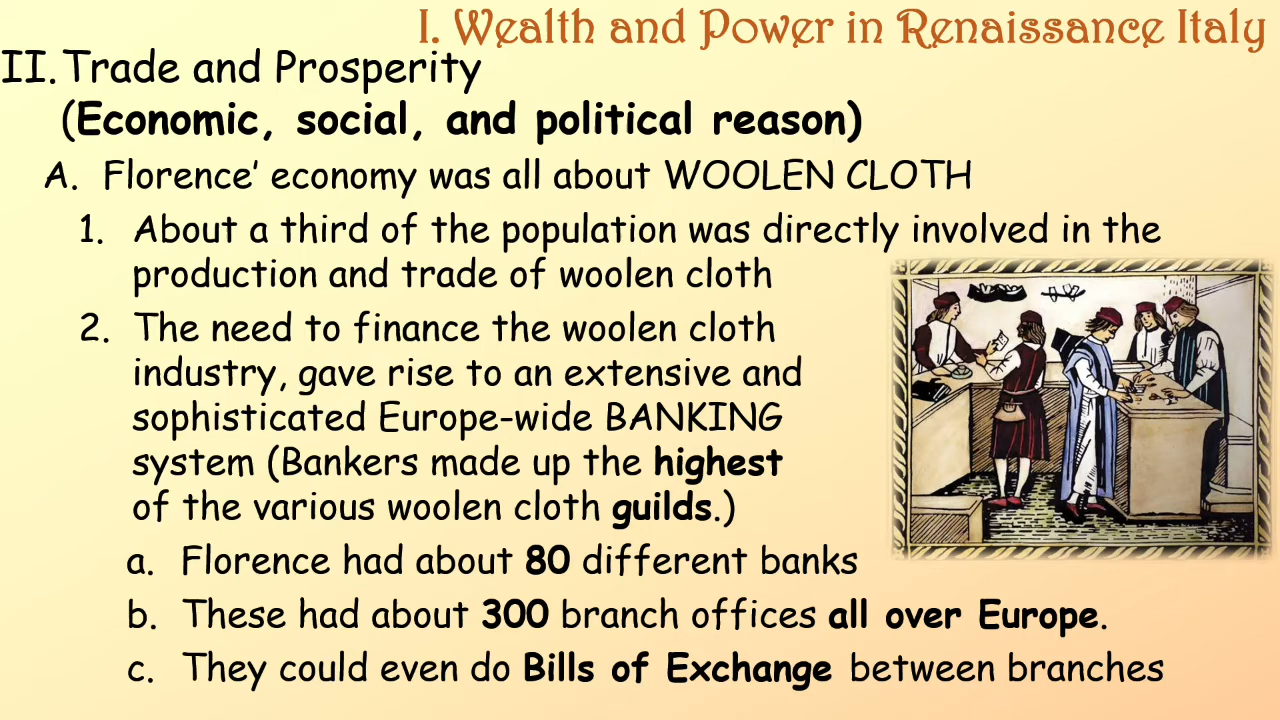 I. Wealth and Power in Renaissance Italy
II. Trade and Prosperity
(Economic, social, and political reason)
A. Florence’ economy was all about WOOLEN CLOTH
1. About a third of the population was directly involved in the
production and trade of woolen cloth
2. The need to finance the woolen cloth
industry, gave rise to an extensive and
sophisticated Europe-wide BANKING
system (Bankers made up the highest
of the various woolen cloth guilds.)
a. Florence had about 80 different banks
b. These had about 300 branch offices all over Europe.
c. They could even do Bills of Exchange between branches